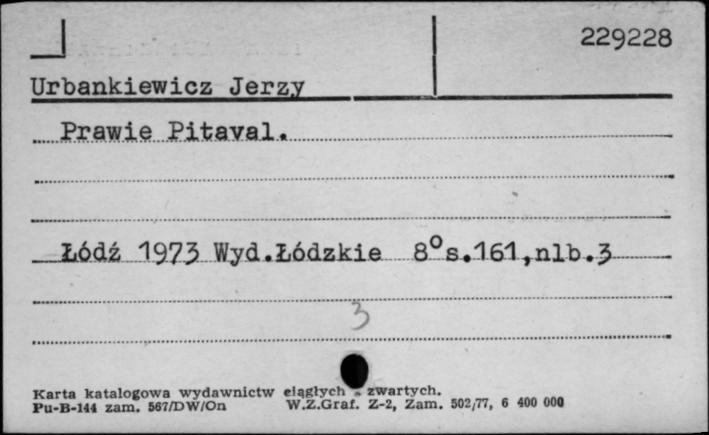 229228
Urbankiewicz Jerzy
Prawie Pitaval.
Łódź 1973 Wyd.Łódzkie 8° s.161,nlb.3
3
Karta katalogowa wydawnictw ciągłych zwartych.
Pu-B-144 zam. 567/DW/On W.Z.Graf. Z-2, Zam. 502/77, 6 400 000